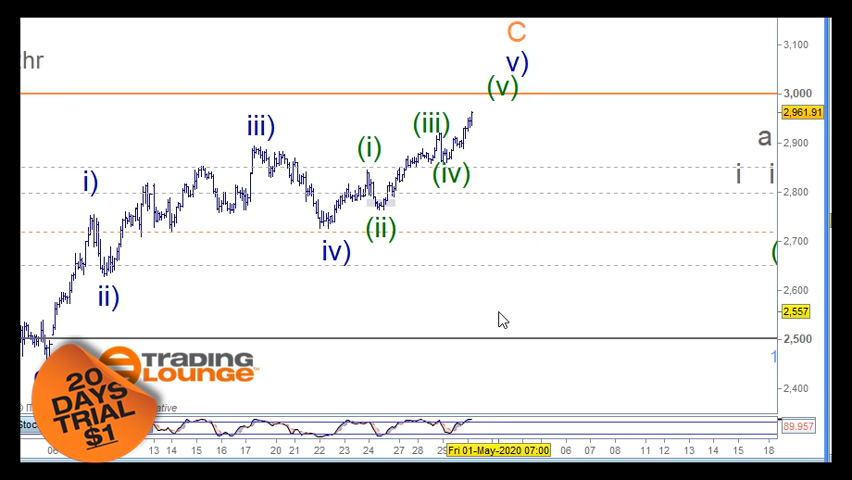 C
3,100
hr
v)
(v)
3,000
2,961.91
iii)
(iii)
(i)
2,900
a
i)
(iv)
i
i
2,800
(ii)
iv)
2,700
ii)
2,600
2,557
2,500
TRADING
LOUNGE
20
DAYS
TRIAL
$1
2,400
Stoc
89.957
13 14 15 16 17 20 21 22 23 24 27 28 29 Fri 01-May-2020 07:00 06 07 08 11 12 13 14 15 18